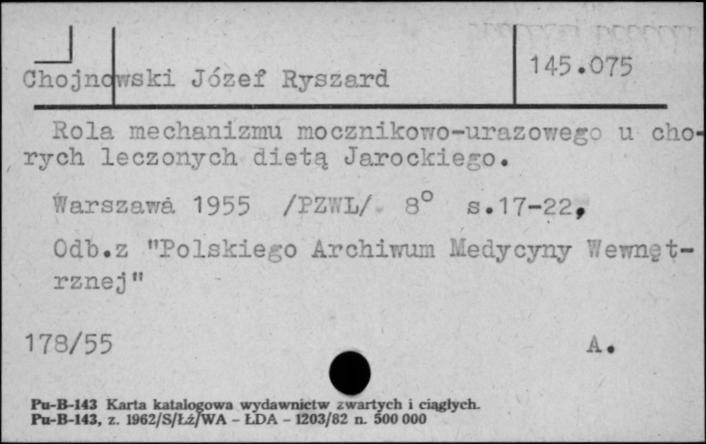 Chojnowski Józef Ryszard
145.075
Rola mechanizmu mocznikowo-urazowego u cho-
rych leczonych dietą Jarockiego.
Warszawa 1955 /PZWL/. 8° s.17-22,
Odb.z "Polskiego Archiwum Medycyny Wewnęt-
rznej"
178/55
A.
Pu-B-143 Karta katalogowa wydawnictw zwartych i ciągłych.
Pu-B-143, z. 1962/S/Łź/WA - ŁDA - 1203/82 n. 500 000